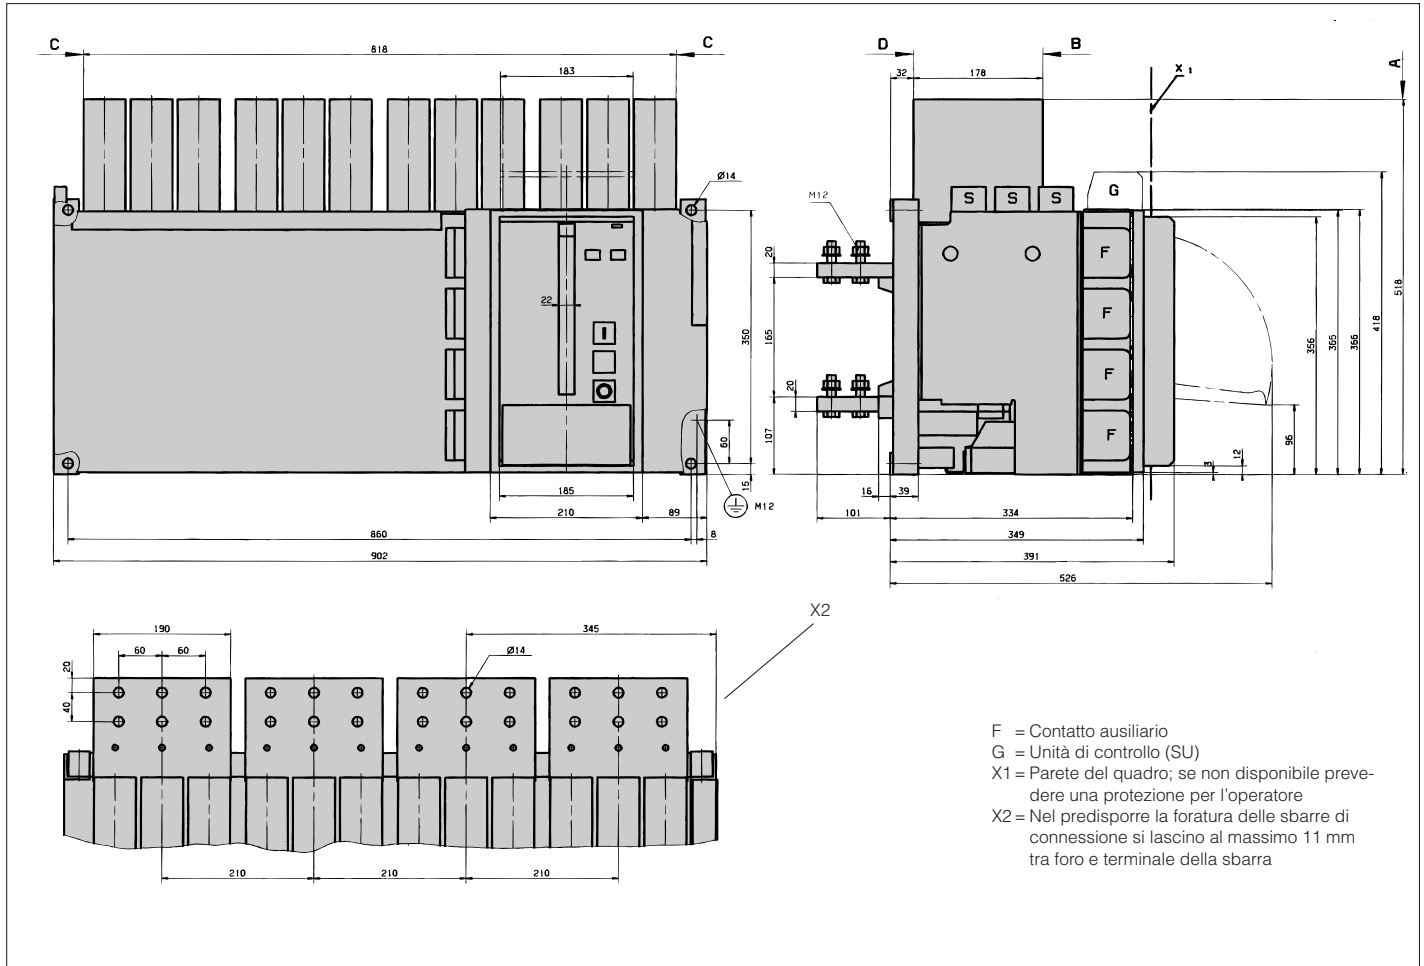 C
818
C
183
Ø14
22
350
60
15
185
M12
210
89
860
8
902
D
B
32
178
X 1
A
G
S
S
S
M12
20
F
F
165
F
20
F
107
96
12
3
356
365
366
418
518
16
39
101
334
349
391
526
X2
190
345
60
60
Ø14
20
40
210
210
210
F = Contatto ausiliario
G = Unità di controllo (SU)
X1 = Parete del quadro; se non disponibile preve-
dere una protezione per l'operatore
X2 = Nel predisporre la foratura delle sbarre di
connessione si lascino al massimo 11 mm
tra foro e terminale della sbarra